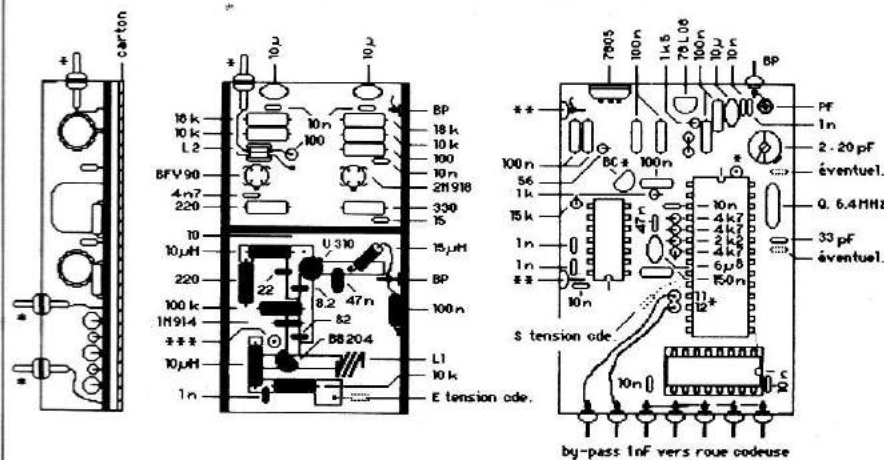 carton
*
*
*
*
10µ
10µ
18k
10k
L2
BFV90
4n7
220
10n
100
BP
18k
10k
100
10n
2N918
330
15
10
10µH
220
100k
1N914
***
10µH
1n
U310
22
8.2
47n
82
BB204
15µH
BP
100n
L1
10k
E tension cde.
7805
100n
1k5
78L08
100n
10µ
10n
BP
**
PF
1n
2-20pF
éventuel.
Q. 6.4MHz
33pF
éventuel.
100n
56
BC*
100n
*
1k
15k
47n
10n
4k7
4k7
2k2
4k7
6µ8
150n
1n
1n
**
10n
11
12*
S tension cde.
10n
10n
by-pass 1nF vers roue codeuse